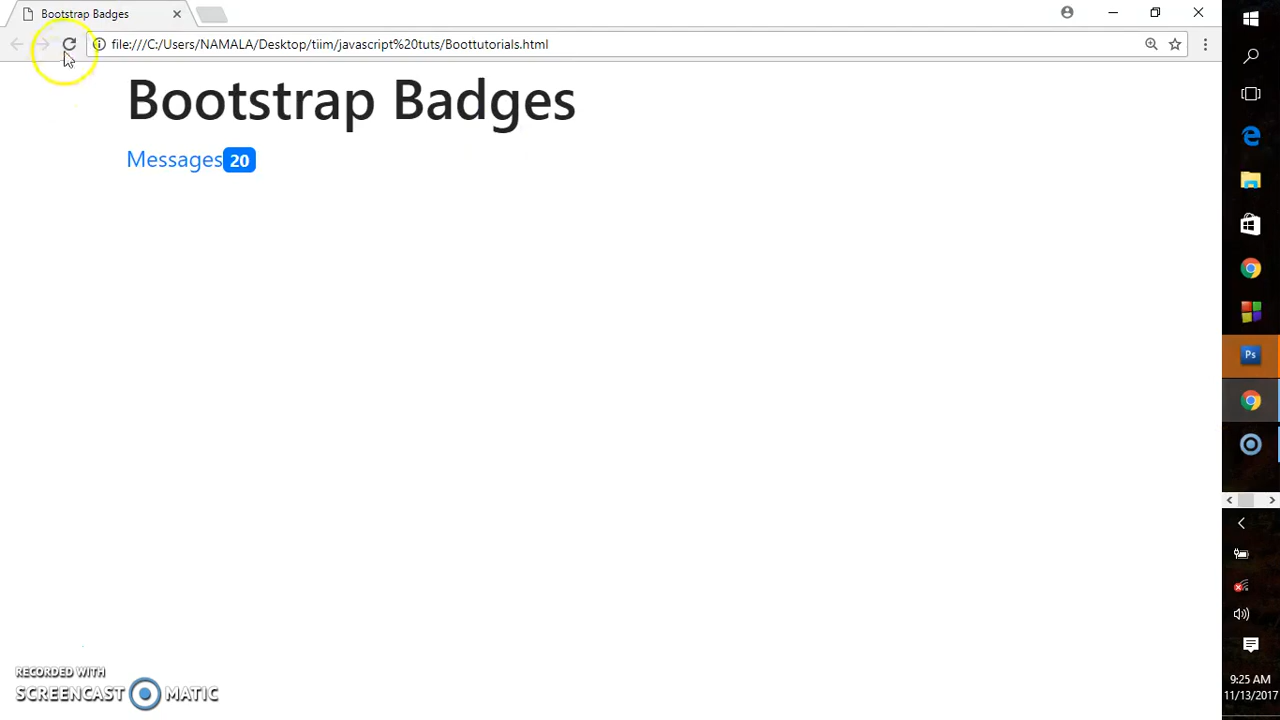 Bootstrap Badges
file:///C:/Users/NAMALA/Desktop/tiim/javascript%20tuts/Boottutorials.html
Bootstrap Badges
Messages 20
Ps
RECORDED WITH
SCREENCAST MATIC
9:25 AM
11/13/2017